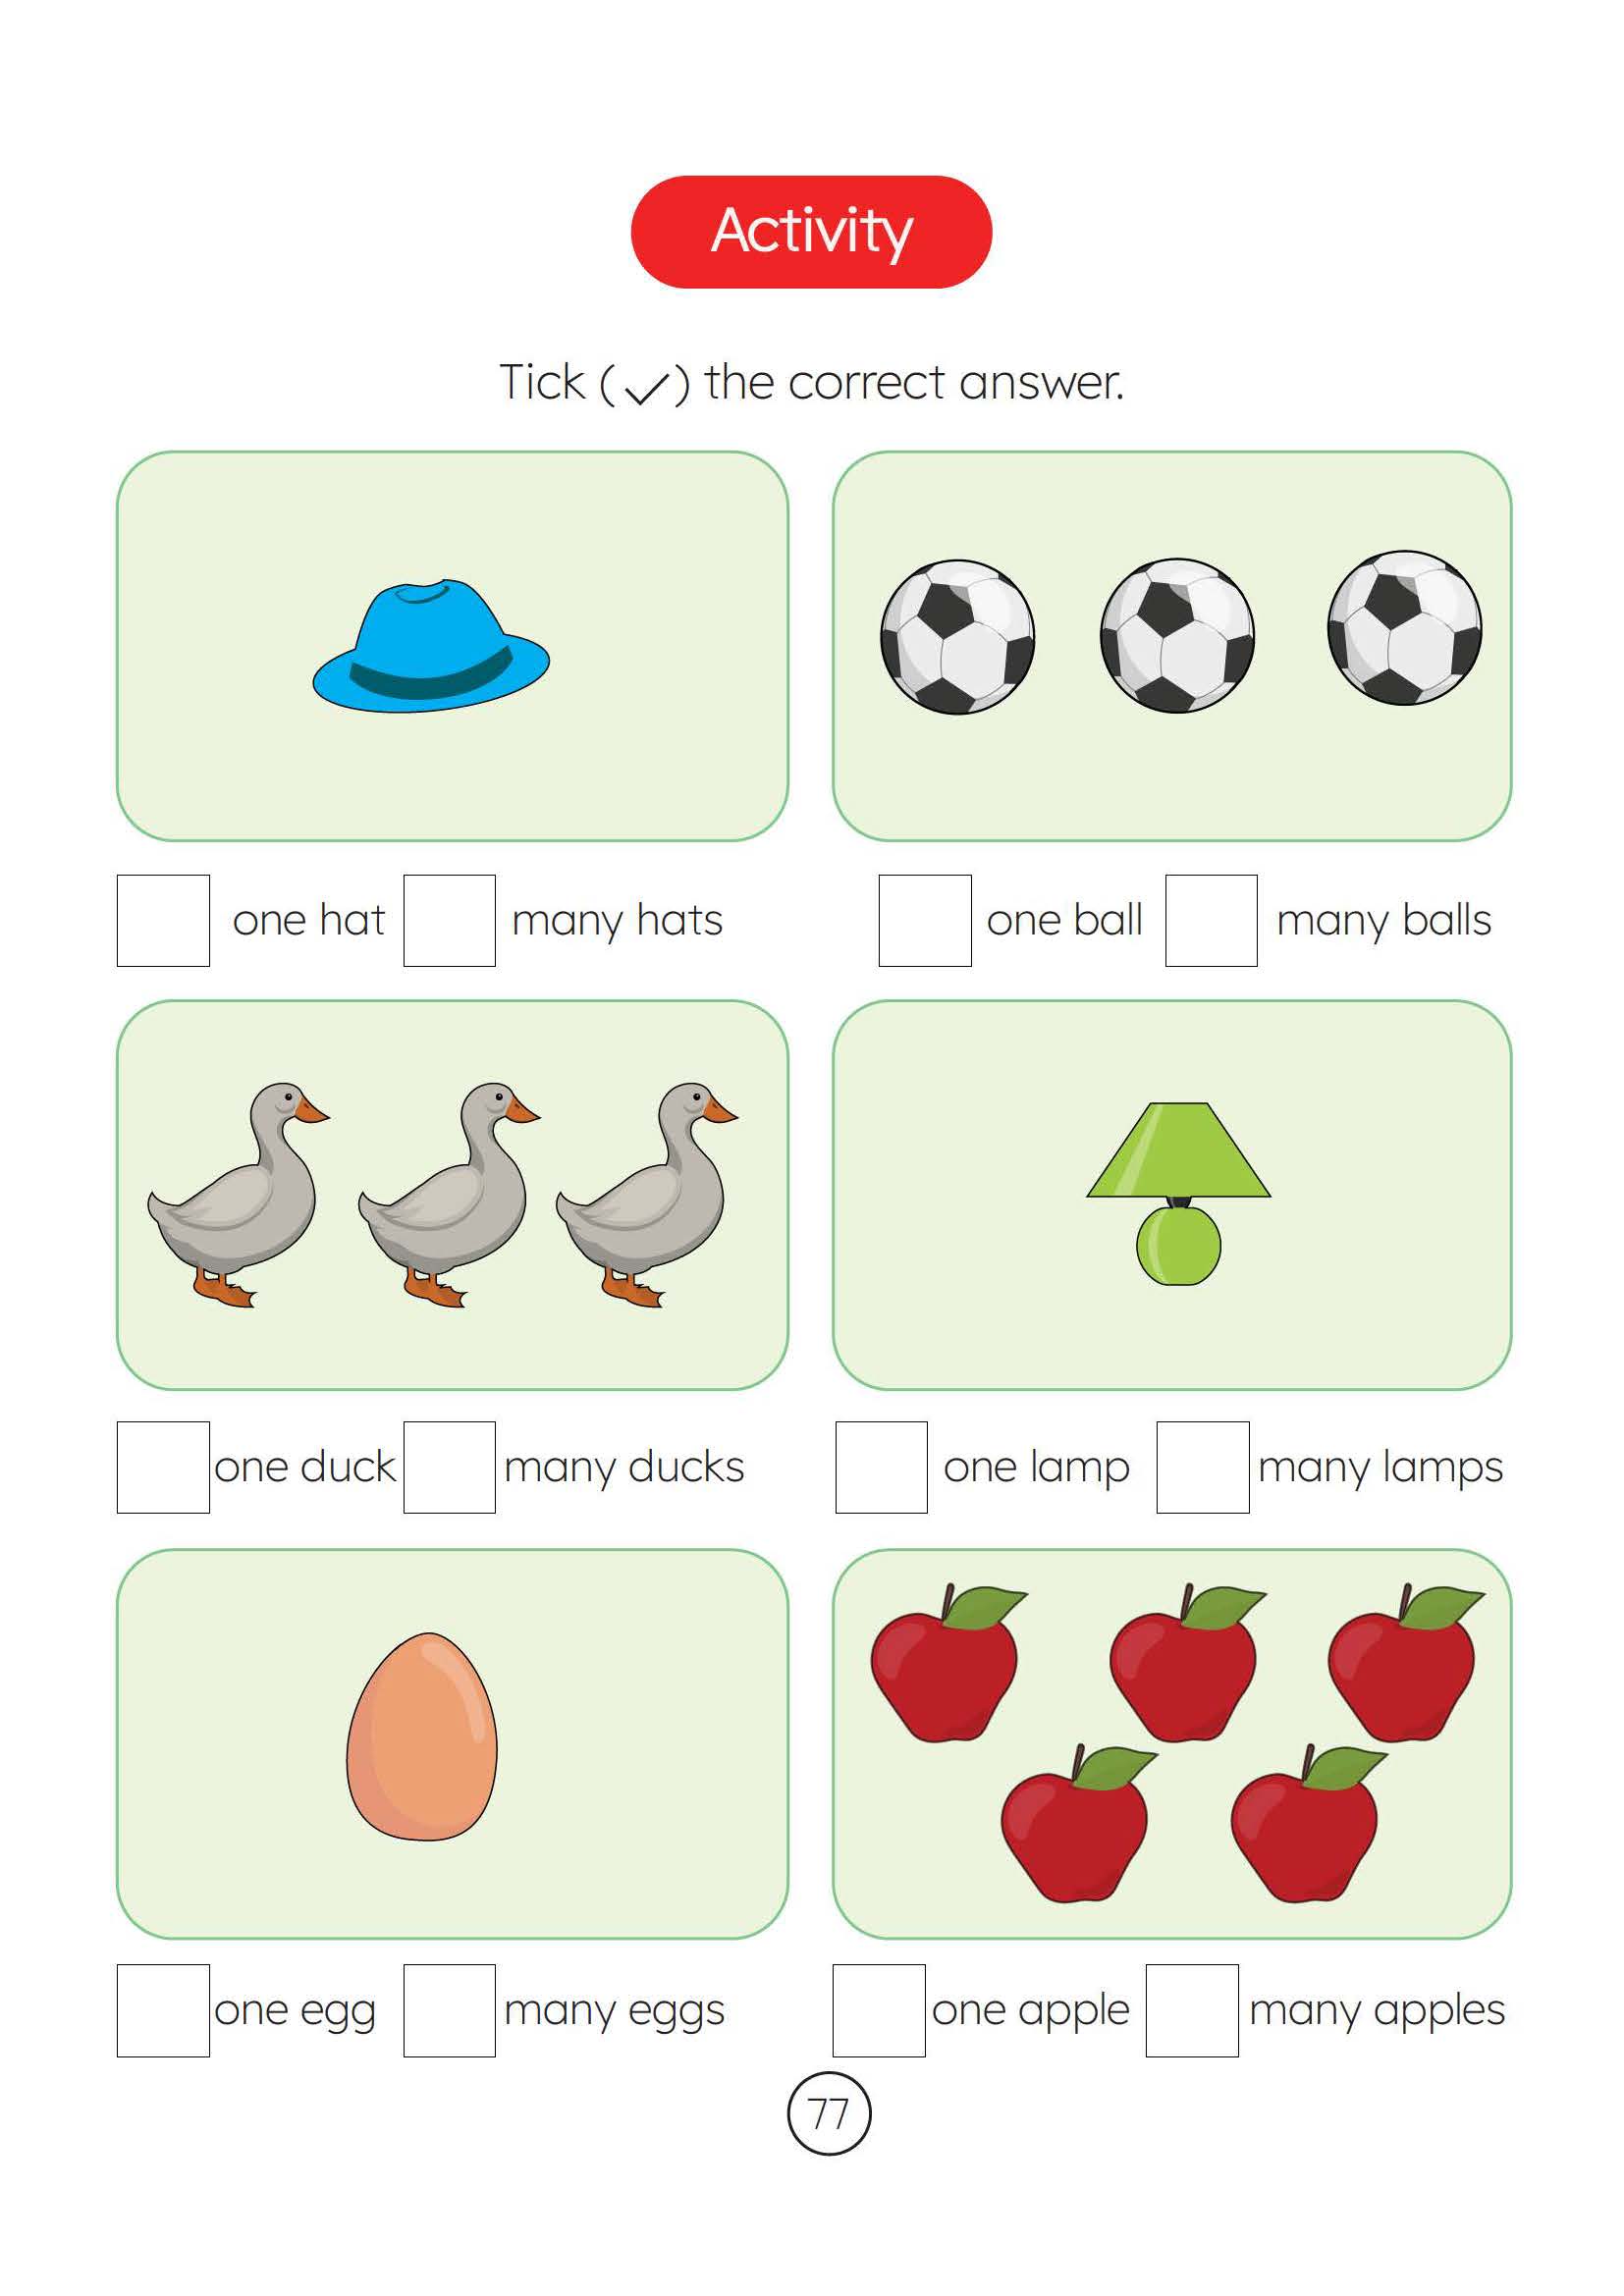 Activity
Tick (✓) the correct answer.
one hat many hats
one ball many balls
one duck many ducks
one lamp many lamps
one egg many eggs
one apple many apples
77